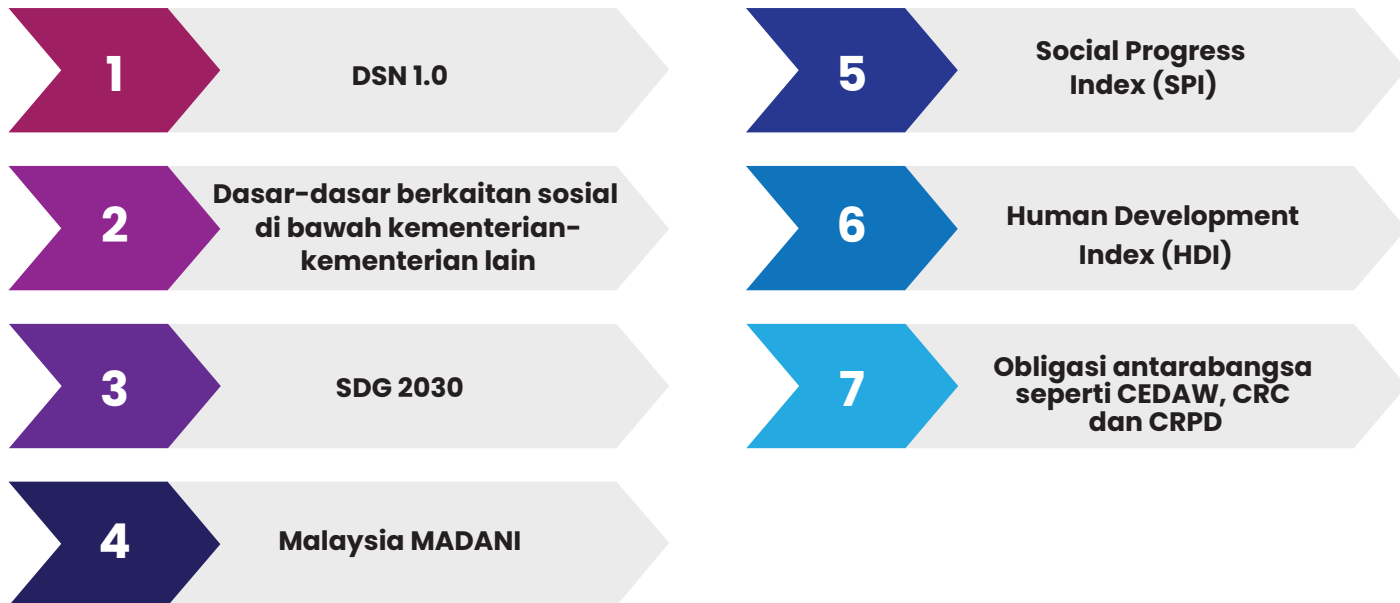 1
DSN 1.0
2
Dasar-dasar berkaitan sosial
di bawah kementerian-
kementerian lain
3
SDG 2030
4
Malaysia MADANI
5
Social Progress
Index (SPI)
6
Human Development
Index (HDI)
7
Obligasi antarabangsa
seperti CEDAW, CRC
dan CRPD